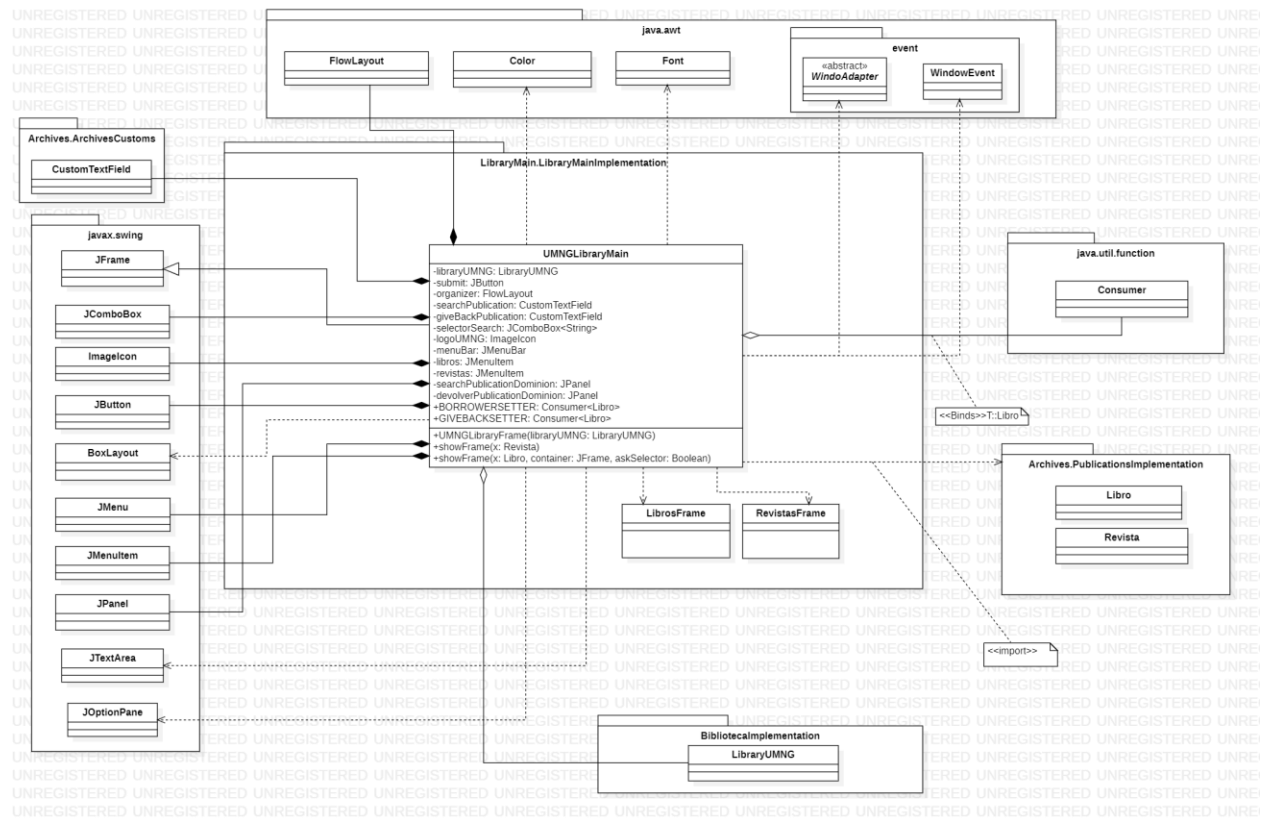 java.awt
FlowLayout
Color
Font
event
«abstract»
WindoAdapter
WindowEvent
Archives.ArchivesCustoms
CustomTextField
LibraryMain.LibraryMainImplementation
javax.swing
JFrame
JComboBox
ImageIcon
JButton
BoxLayout
JMenu
JMenuItem
JPanel
JTextArea
JOptionPane
UMNGLibraryMain
-libraryUMNG: LibraryUMNG
-submit: JButton
-organizer: FlowLayout
-searchPublication: CustomTextField
-giveBackPublication: CustomTextField
-selectorSearch: JComboBox<String>
-logoUMNG: ImageIcon
-menuBar: JMenuBar
-libros: JMenuItem
-revistas: JMenuItem
-searchPublicationDominion: JPanel
-devolverPublicationDominion: JPanel
+BORROWERSETTER: Consumer<Libro>
+GIVEBACKSETTER: Consumer<Libro>
+UMNGLibraryFrame(libraryUMNG: LibraryUMNG)
+showFrame(x: Revista)
+showFrame(x: Libro, container: JFrame, askSelector: Boolean)
LibrosFrame
RevistasFrame
java.util.function
Consumer
<<Binds>>T::Libro
Archives.PublicationsImplementation
Libro
Revista
<<import>>
BibliotecaImplementation
LibraryUMNG
UNREGISTERED UNREGISTERED UNREGISTERED UNREGISTERED